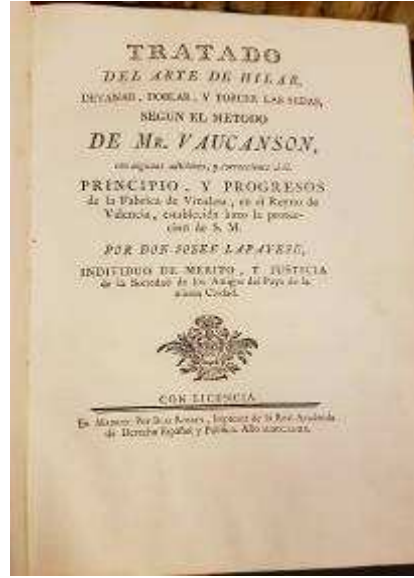 TRATADO
DEL ARTE DE HILAR,
DEVANAR, DOBLAR, Y TORCER LAS SEDAS,
SEGUN EL METODO
DE MR. VAUCANSON,
con algunas adiciones, y correcciones á él.
PRINCIPIO, Y PROGRESOS
de la Fabrica de Vinalesa, en el Reyno de
Valencia, establecida baxo la protec-
cion de S. M.
POR DON JOSEF LAPAYESE,
INDIVIDUO DE MERITO, Y JUSTICIA
de la Sociedad de los Amigos del Pays de la
misma Ciudad.
CON LICENCIA
En Madrid: Por Blas Roman, Impresor de la Real Academia
de Derecho Español y Publico. Año